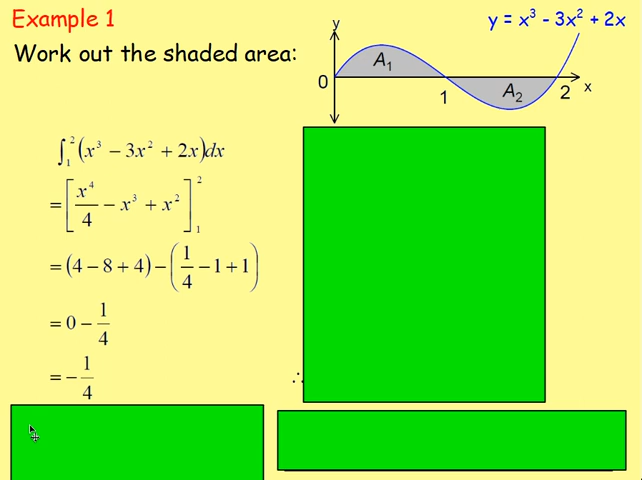 Example 1
y = x³ - 3x² + 2x
Work out the shaded area:
y
A₁
0
A₂
1
2
x
∫₁² (x³ − 3x² + 2x)dx
= [x⁴/4 − x³ + x²]₁²
= (4 − 8 + 4) − (1/4 − 1 + 1)
= 0 − 1/4
= − 1/4
∴